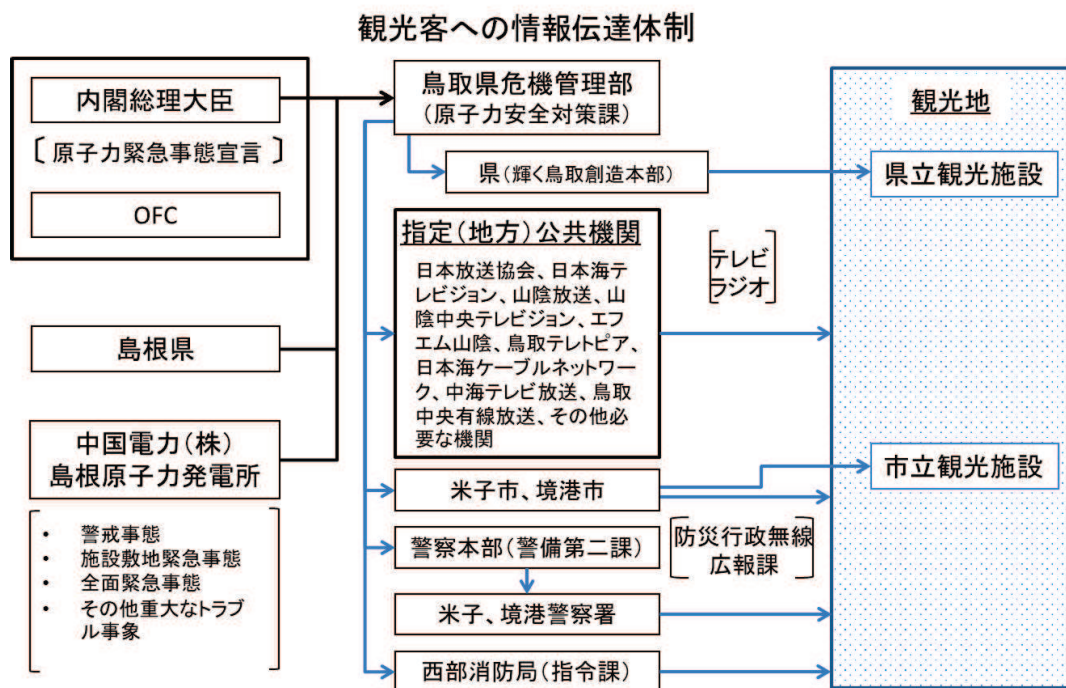 観光客への情報伝達体制
内閣総理大臣
〔 原子力緊急事態宣言 〕
OFC
島根県
中国電力(株)
島根原子力発電所
• 警戒事態
• 施設敷地緊急事態
• 全面緊急事態
• その他重大なトラブ
ル事象
鳥取県危機管理部
(原子力安全対策課)
県(輝く鳥取創造本部)
指定(地方)公共機関
日本放送協会、日本海テ
レビジョン、山陰放送、山
陰中央テレビジョン、エフ
エム山陰、鳥取テレトピア、
日本海ケーブルネットワー
ク、中海テレビ放送、鳥取
中央有線放送、その他必
要な機関
米子市、境港市
警察本部(警備第二課)
米子、境港警察署
西部消防局(指令課)
テレビ
ラジオ
防災行政無線
広報課
観光地
県立観光施設
市立観光施設